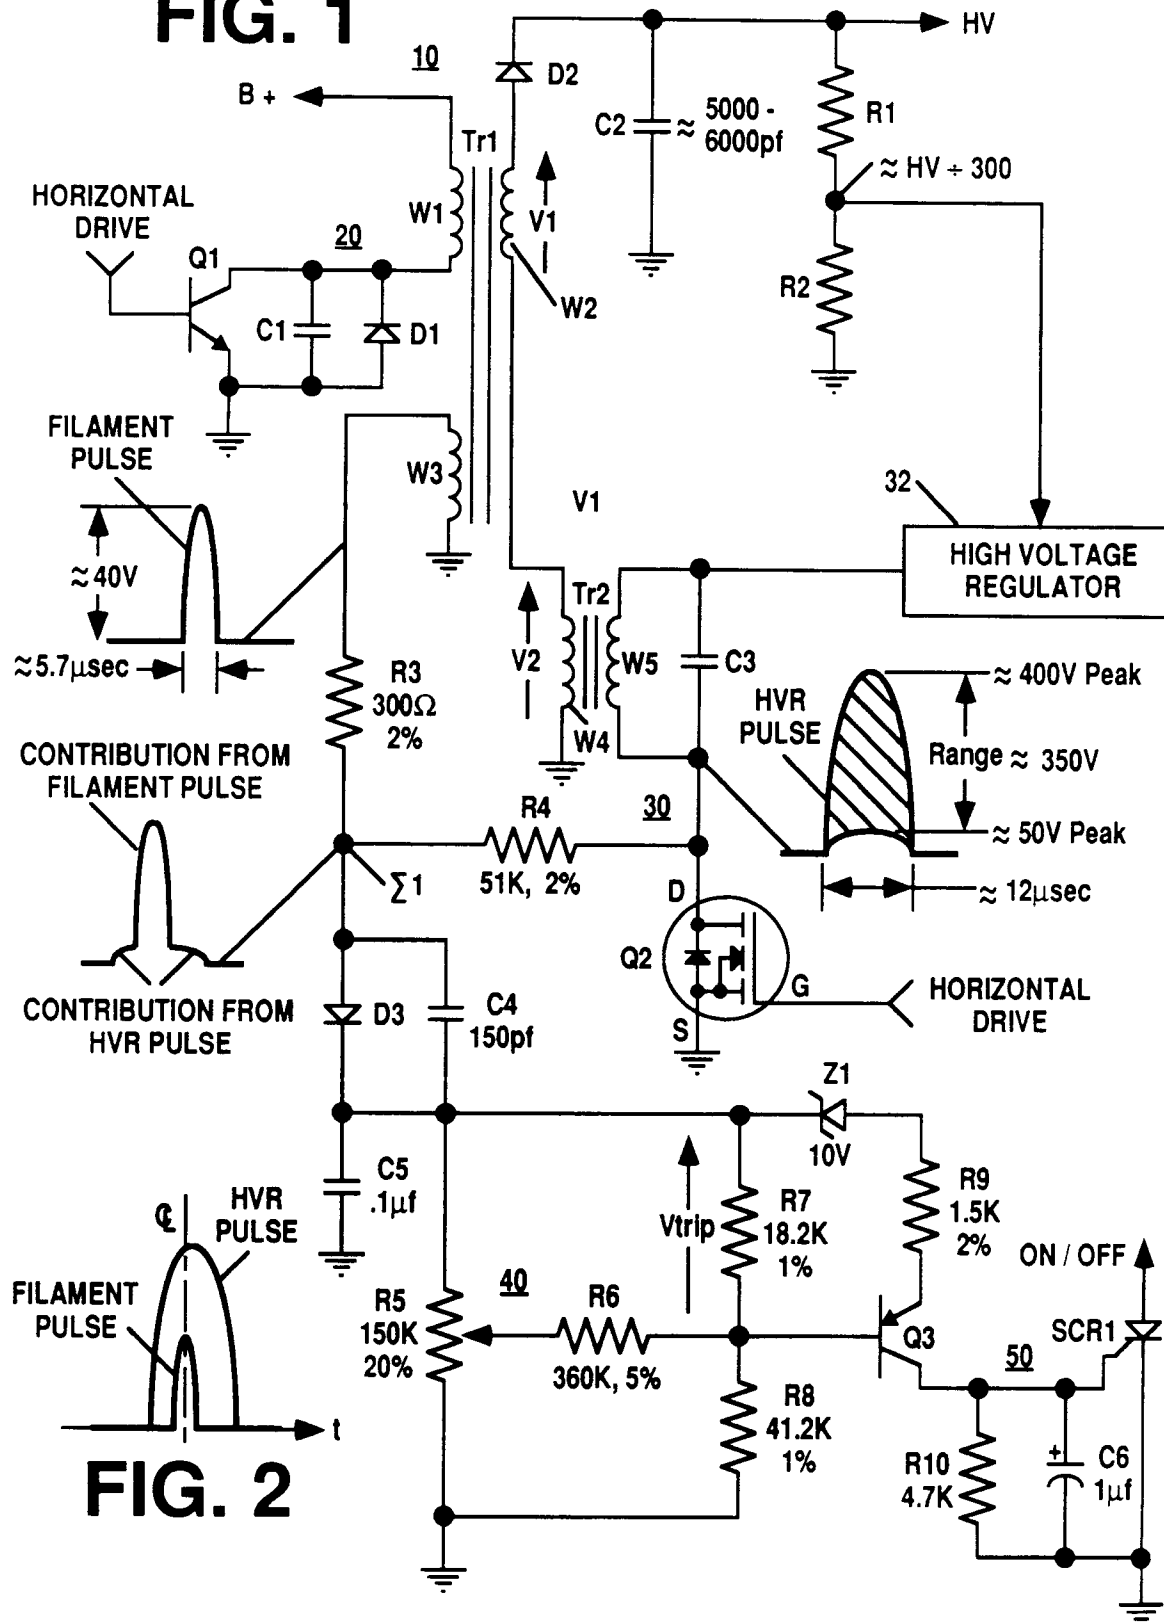 FIG. 1
10
B +
HV
D2
C2
≈ 5000 -
6000pf
R1
≈ HV ÷ 300
R2
Tr1
W1
V1
W2
HORIZONTAL
DRIVE
Q1
20
C1
D1
FILAMENT
PULSE
≈ 40V
≈ 5.7µsec
W3
V1
32
HIGH VOLTAGE
REGULATOR
Tr2
V2
W5
W4
C3
R3
300Ω
2%
HVR
PULSE
≈ 400V Peak
Range ≈ 350V
≈ 50V Peak
≈ 12µsec
CONTRIBUTION FROM
FILAMENT PULSE
R4
51K, 2%
30
Σ1
D
Q2
G
S
HORIZONTAL
DRIVE
CONTRIBUTION FROM
HVR PULSE
D3
C4
150pf
Z1
10V
C5
.1µf
Vtrip
R7
18.2K
1%
R9
1.5K
2%
ON / OFF
℄
HVR
PULSE
FILAMENT
PULSE
t
FIG. 2
R5
150K
20%
40
R6
360K, 5%
Q3
50
SCR1
R8
41.2K
1%
R10
4.7K
+
C6
1µf